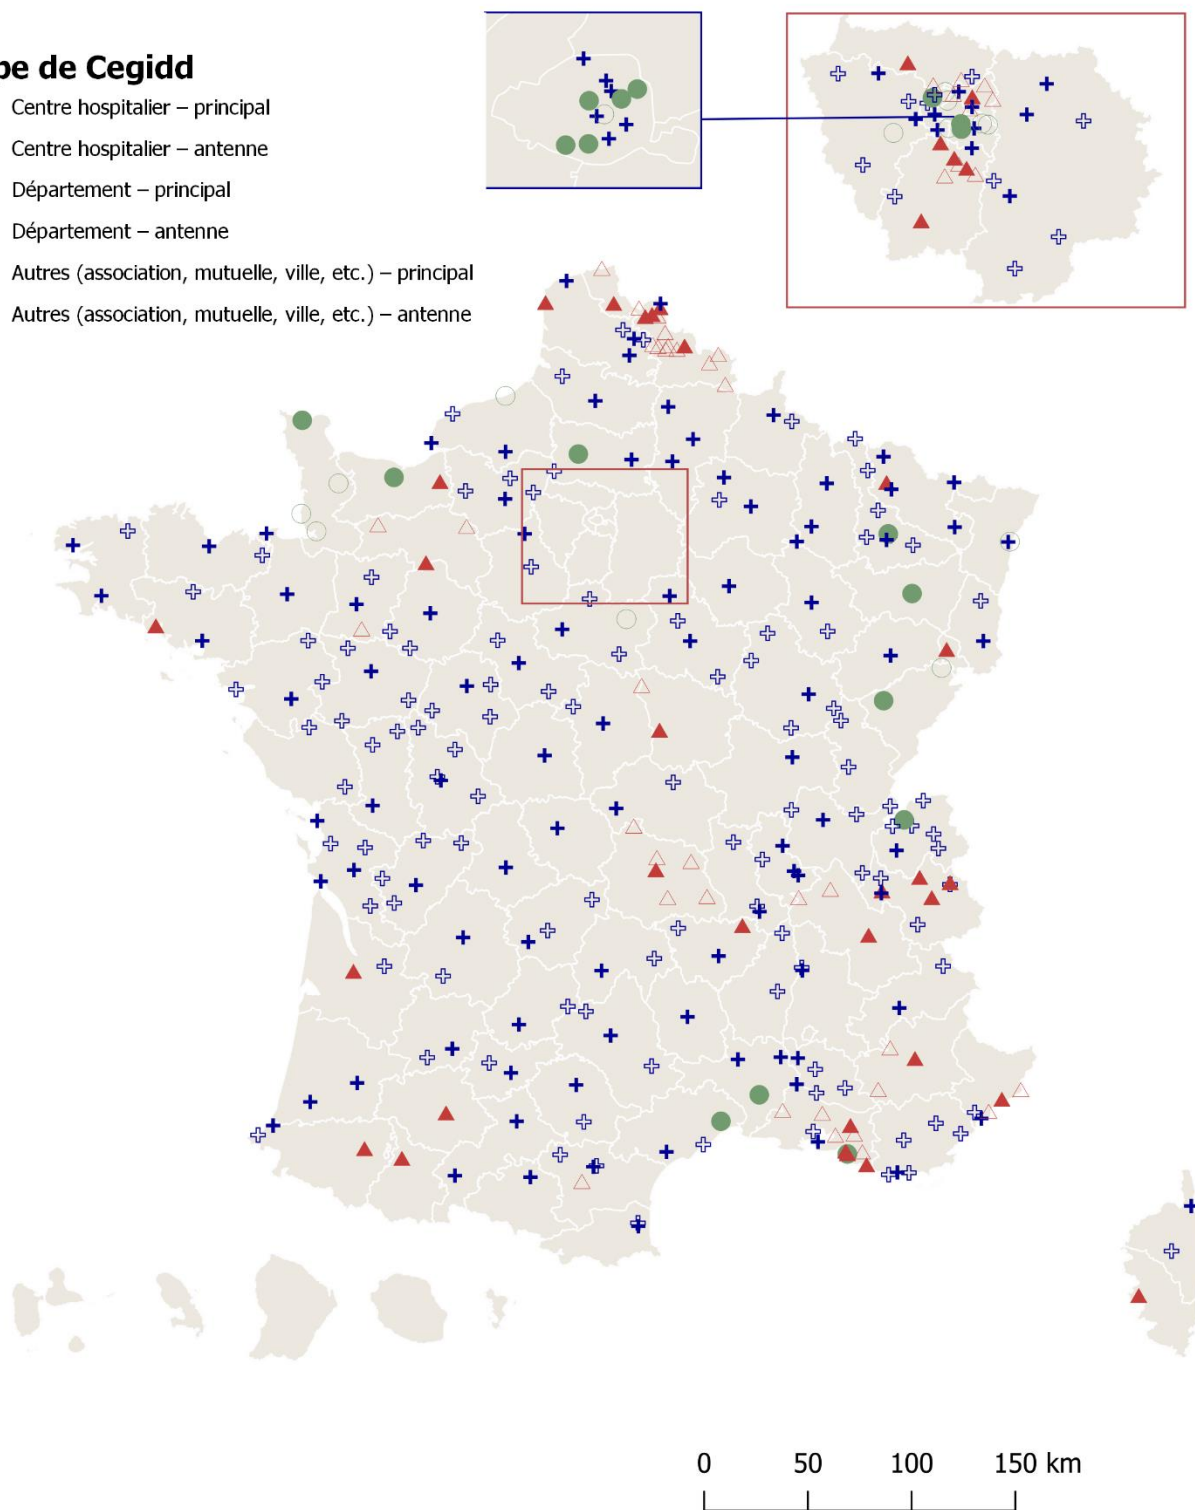 pe de Cegidd
Centre hospitalier – principal
Centre hospitalier – antenne
Département – principal
Département – antenne
Autres (association, mutuelle, ville, etc.) – principal
Autres (association, mutuelle, ville, etc.) – antenne
0 50 100 150 km